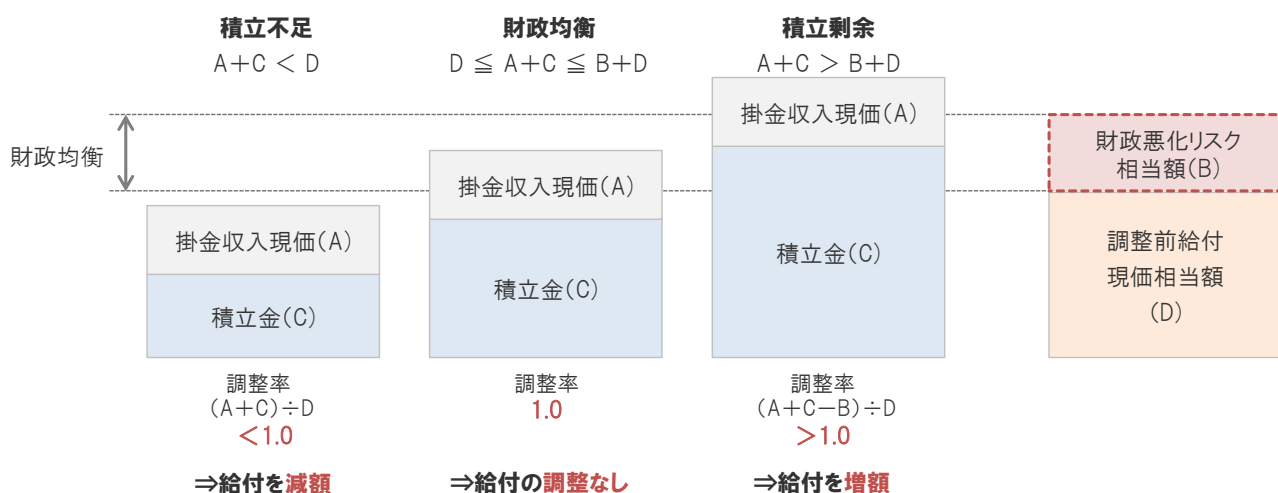 積立不足
A+C < D
財政均衡
D ≦ A+C ≦ B+D
積立剰余
A+C > B+D
財政均衡
掛金収入現価(A)
積立金(C)
掛金収入現価(A)
積立金(C)
掛金収入現価(A)
積立金(C)
財政悪化リスク
相当額(B)
調整前給付
現価相当額
(D)
調整率
(A+C)÷D
<1.0
⇒給付を減額
調整率
1.0
⇒給付の調整なし
調整率
(A+C-B)÷D
>1.0
⇒給付を増額